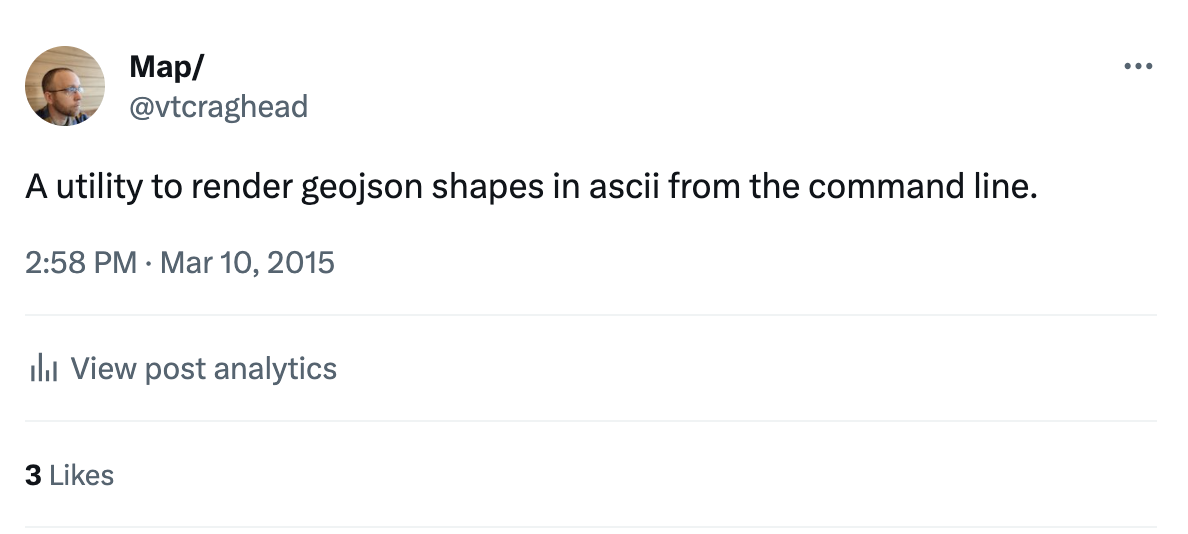 Map/
@vtcraghead
A utility to render geojson shapes in ascii from the command line.
2:58 PM · Mar 10, 2015
View post analytics
3 Likes